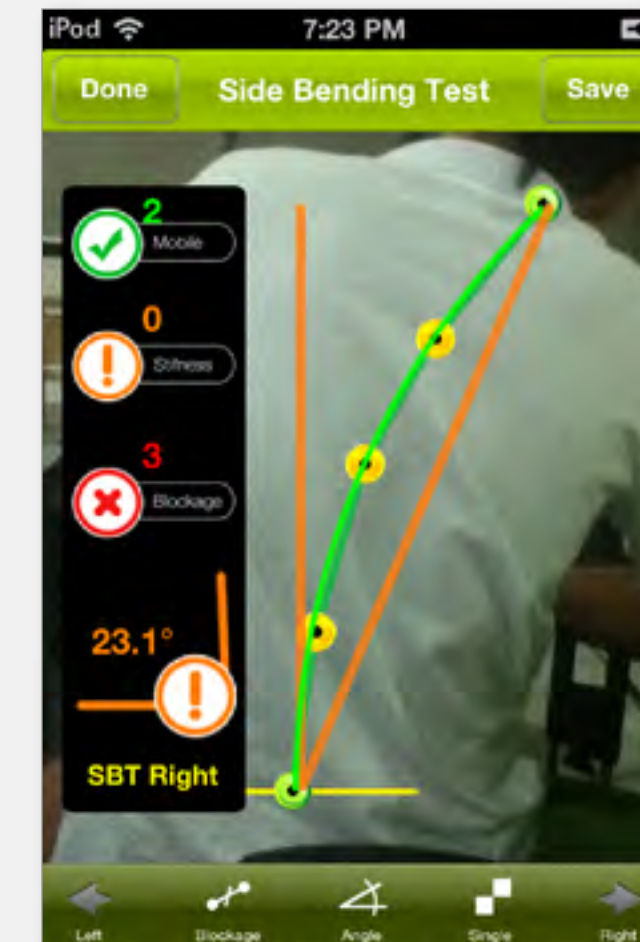 iPod 7:23 PM
Done Side Bending Test Save
2
Mobile
0
Stifness
3
Blockage
23.1°
SBT Right
Left Blockage Angle Single Right